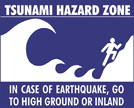 TSUNAMI HAZARD ZONE
IN CASE OF EARTHQUAKE, GO
TO HIGH GROUND OR INLAND